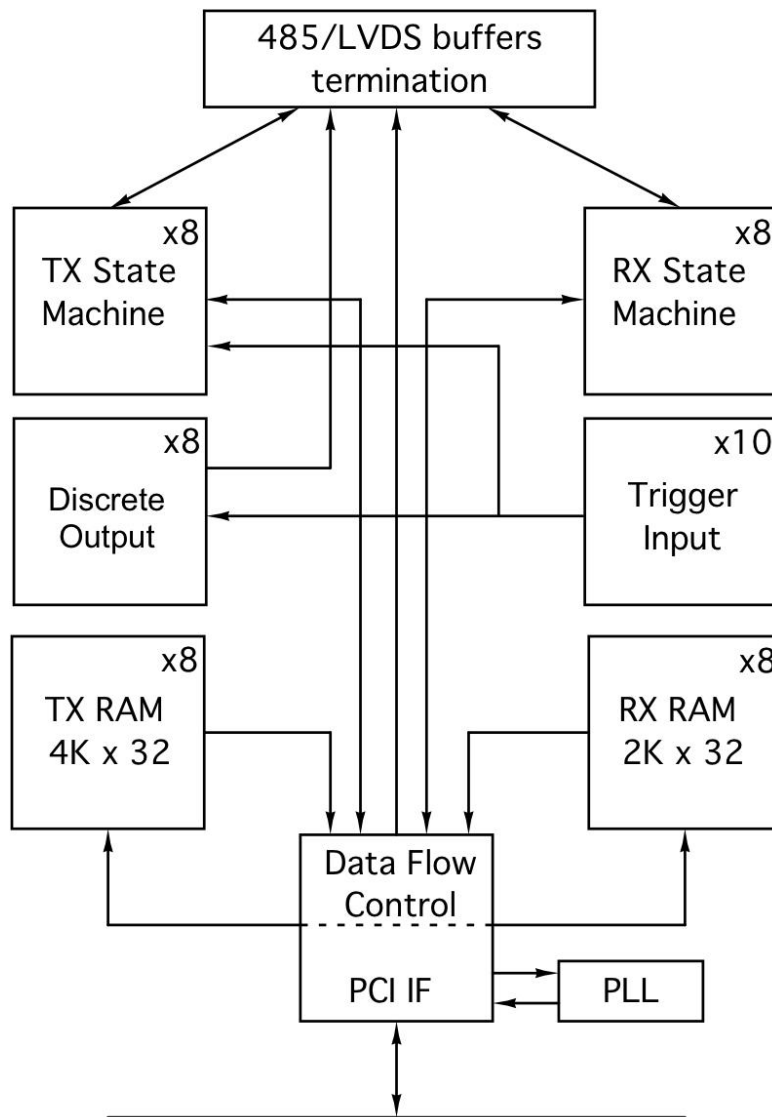 485/LVDS buffers
termination
x8
TX State
Machine
x8
RX State
Machine
x8
Discrete
Output
x10
Trigger
Input
x8
TX RAM
4K x 32
x8
RX RAM
2K x 32
Data Flow
Control
PCI IF
PLL